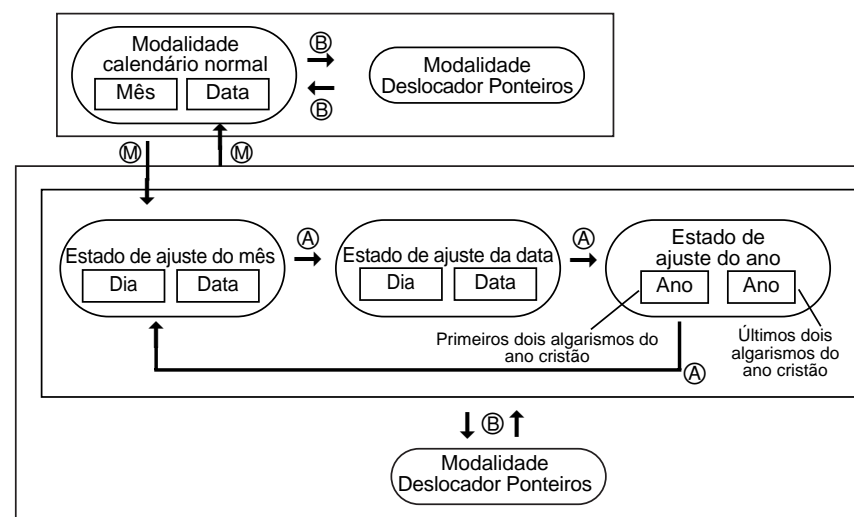 Modalidade
calendário normal
Mês Data
Ⓑ
Ⓑ
Modalidade
Deslocador Ponteiros
Ⓜ Ⓜ
Estado de ajuste do mês
Dia Data
Ⓐ
Estado de ajuste da data
Dia Data
Ⓐ
Estado de
ajuste do ano
Ano Ano
Primeiros dois algarismos do
ano cristão
Últimos dois
algarismos do
ano cristão
Ⓐ
Ⓑ
Modalidade
Deslocador Ponteiros